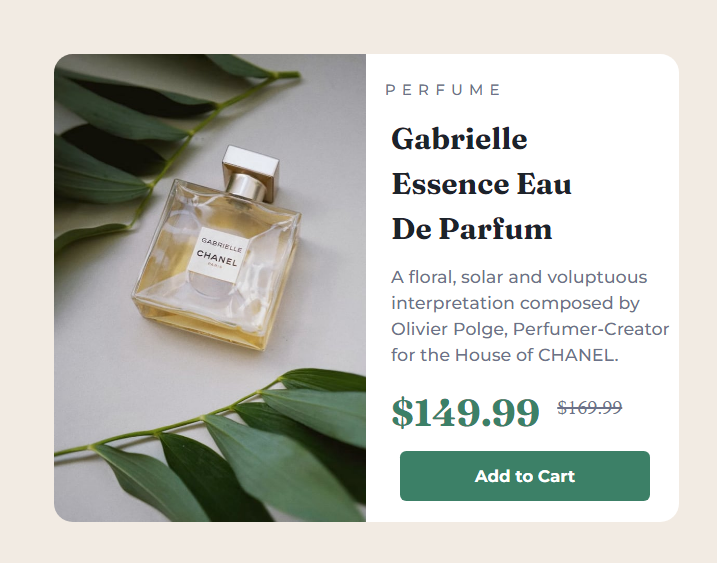 PERFUME
Gabrielle
Essence Eau
De Parfum
GABRIELLE
CHANEL
PARIS
A floral, solar and voluptuous
interpretation composed by
Olivier Polge, Perfumer-Creator
for the House of CHANEL.
$149.99 $169.99
Add to Cart